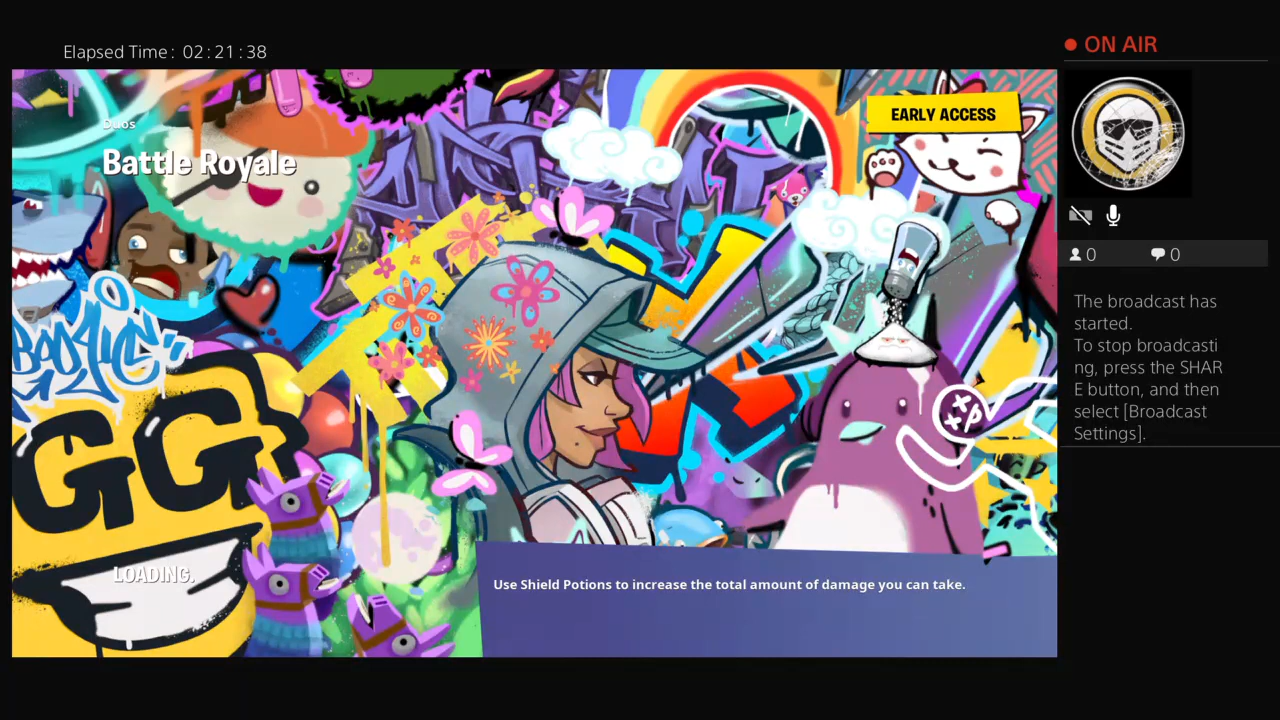 Elapsed Time: 02:21:38
ON AIR
Duos
Battle Royale
EARLY ACCESS
0
0
The broadcast has
started.
To stop broadcasti
ng, press the SHAR
E button, and then
select [Broadcast
Settings].
GG
LOADING.
Use Shield Potions to increase the total amount of damage you can take.